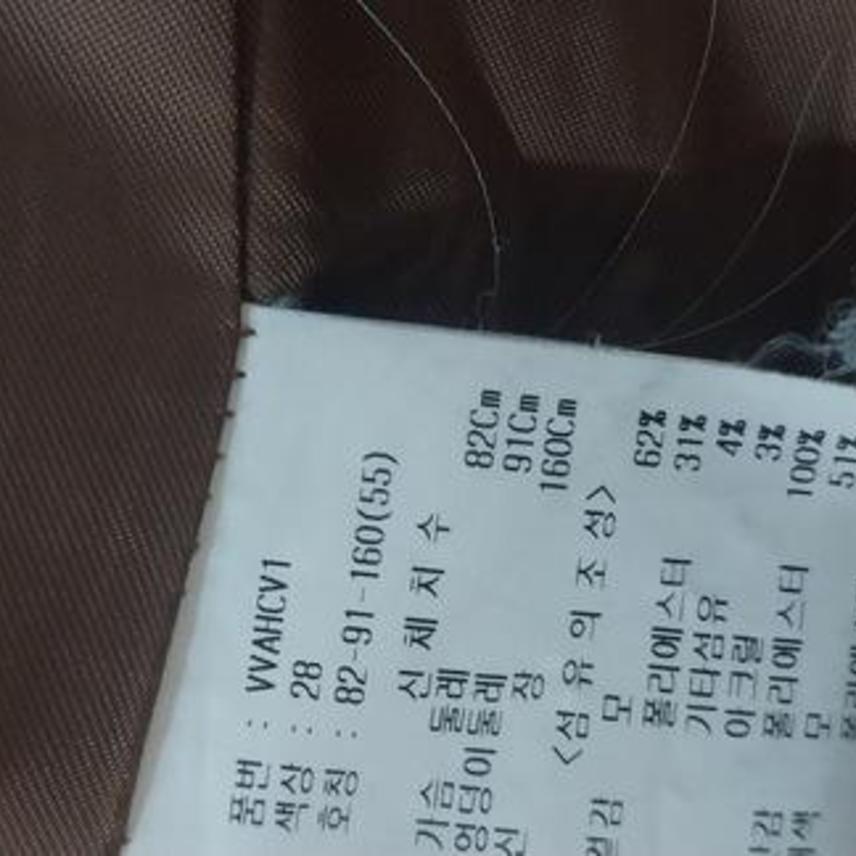 품번 : VVAHCV1
색상 : 28
호칭 : 82-91-160(55)
신 체 치 수
가 슴 둘레 82Cm
엉덩이둘레 91Cm
신 장 160Cm
<섬 유 의 조 성>
겉감 모 62%
폴리에스터 31%
기타섬유 4%
아크릴 3%
안감 폴리에스터 100%
모 51%